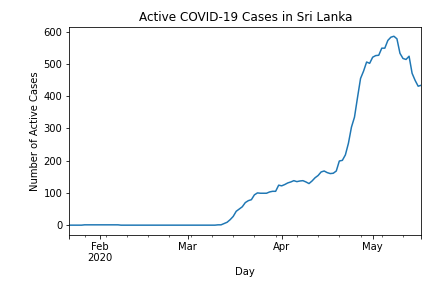 Active COVID-19 Cases in Sri Lanka
Number of Active Cases
600
500
400
300
200
100
0
Feb
2020
Mar
Apr
May
Day